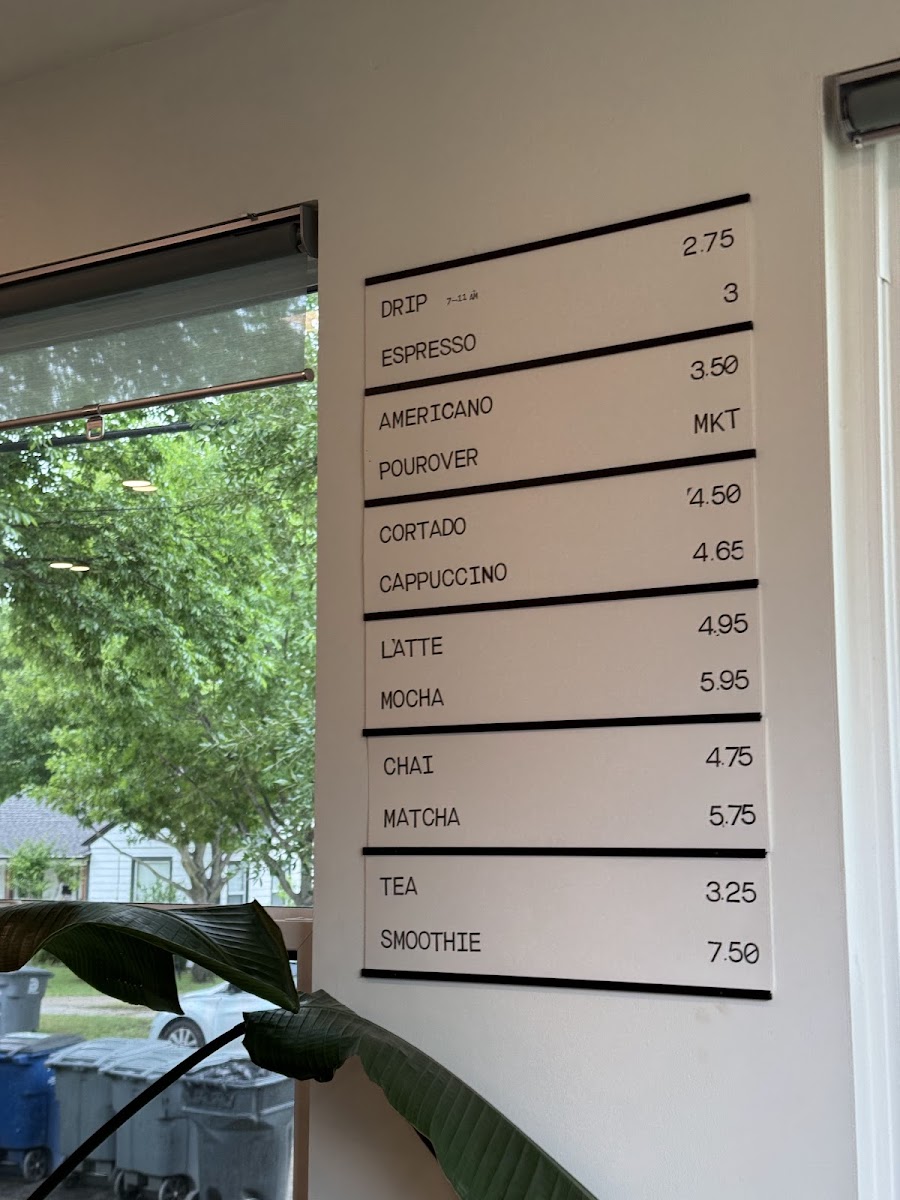 DRIP 7-11 AM 2.75
ESPRESSO 3
AMERICANO 3.50
POUROVER MKT
CORTADO 4.50
CAPPUCCINO 4.65
LATTE 4.95
MOCHA 5.95
CHAI 4.75
MATCHA 5.75
TEA 3.25
SMOOTHIE 7.50